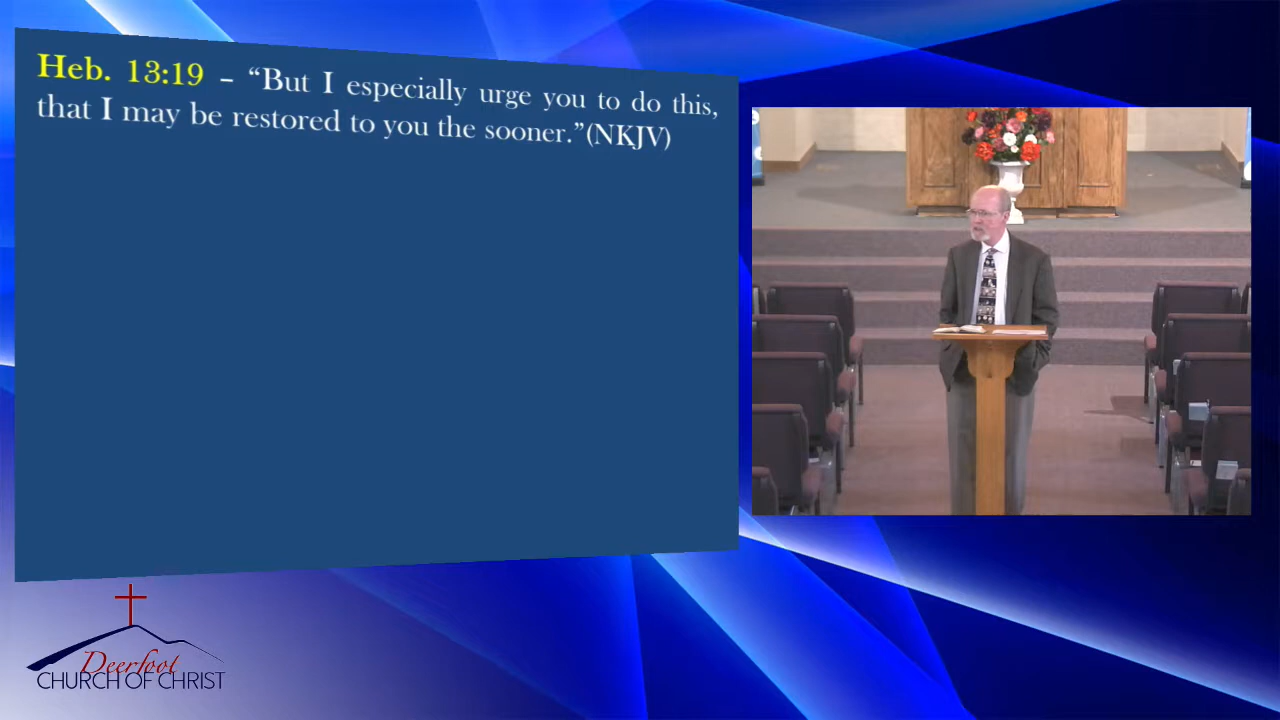 Heb. 13:19 – “But I especially urge you to do this,
that I may be restored to you the sooner.”(NKJV)
Deerfoot
CHURCH OF CHRIST